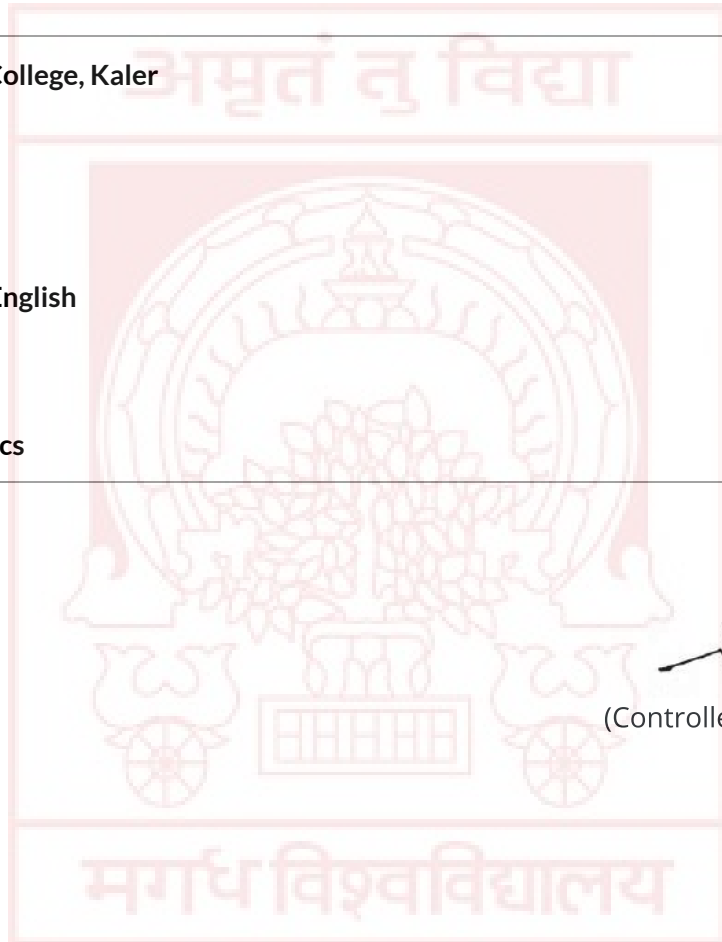 अमृतं तु विद्या
College, Kaler
English
cs
(Controlle
मगध विश्वविद्यालय